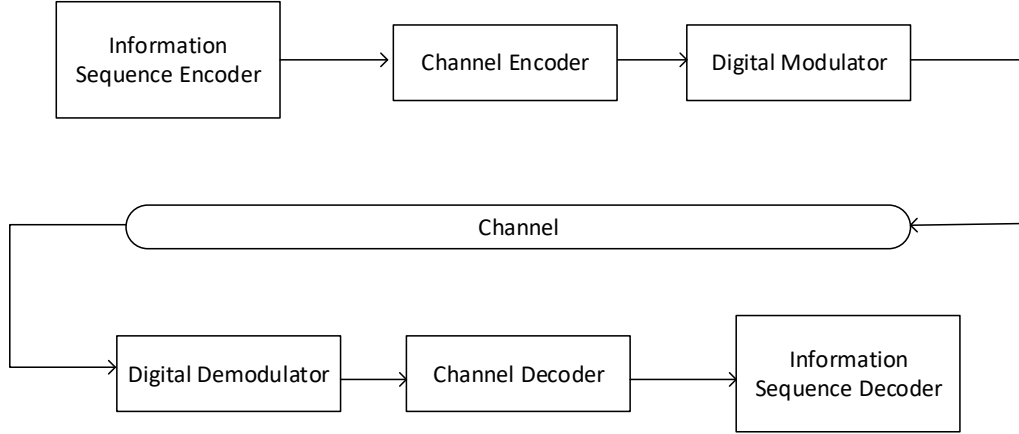 Information
Sequence Encoder
Channel Encoder
Digital Modulator
Channel
Digital Demodulator
Channel Decoder
Information
Sequence Decoder